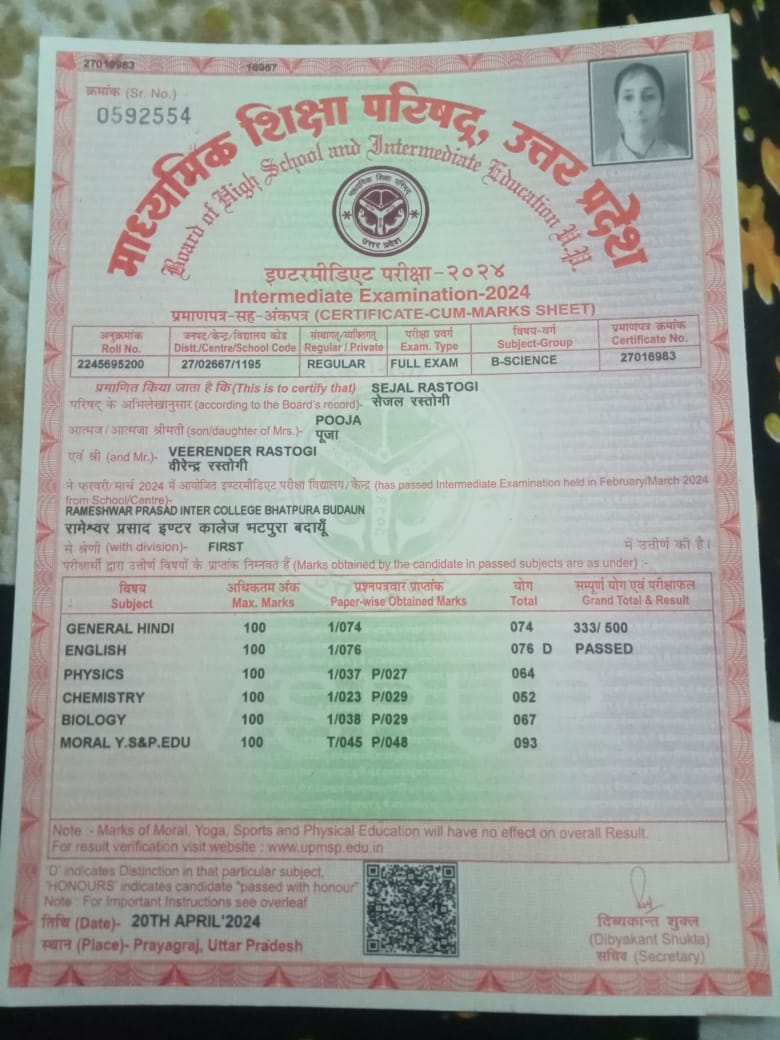 27016983 16967
क्रमांक (Sr. No.)
0592554
माध्यमिक शिक्षा परिषद्, उत्तर प्रदेश
Board of High School and Intermediate Education U.P.
माध्यमिक शिक्षा परिषद्
उत्तर प्रदेश
इण्टरमीडिएट परीक्षा-२०२४
Intermediate Examination-2024
प्रमाणपत्र-सह-अंकपत्र (CERTIFICATE-CUM-MARKS SHEET)
अनुक्रमांक जनपद/केन्द्र/विद्यालय कोड संस्थागत/व्यक्तिगत परीक्षा प्रवर्ग विषय-वर्ग प्रमाणपत्र क्रमांक
Roll No. Distt./Centre/School Code Regular / Private Exam. Type Subject-Group Certificate No.
2245695200 27/02667/1195 REGULAR FULL EXAM B-SCIENCE 27016983
प्रमाणित किया जाता है कि(This is to certify that) SEJAL RASTOGI
परिषद् के अभिलेखानुसार (according to the Board's record)- सेजल रस्तोगी
आत्मज/आत्मजा श्रीमती (son/daughter of Mrs.)- POOJA
पूजा
एवं श्री (and Mr.)- VEERENDER RASTOGI
वीरेन्द्र रस्तोगी
ने फरवरी/मार्च 2024 में आयोजित इण्टरमीडिएट परीक्षा विद्यालय/केन्द्र (has passed Intermediate Examination held in February/March 2024
from School/Centre)-
RAMESHWAR PRASAD INTER COLLEGE BHATPURA BUDAUN
रामेश्वर प्रसाद इण्टर कालेज भटपुरा बदायूँ
से श्रेणी (with division)- FIRST में उत्तीर्ण की है।
परीक्षार्थी द्वारा उत्तीर्ण विषयों के प्राप्तांक निम्नवत हैं (Marks obtained by the candidate in passed subjects are as under) :-
विषय अधिकतम अंक प्रश्नपत्रवार प्राप्तांक योग सम्पूर्ण योग एवं परीक्षाफल
Subject Max. Marks Paper-wise Obtained Marks Total Grand Total & Result
GENERAL HINDI 100 1/074 074 333/ 500
ENGLISH 100 1/076 076 D PASSED
PHYSICS 100 1/037 P/027 064
CHEMISTRY 100 1/023 P/029 052
BIOLOGY 100 1/038 P/029 067
MORAL Y.S&P.EDU 100 T/045 P/048 093
Note :- Marks of Moral, Yoga, Sports and Physical Education will have no effect on overall Result.
For result verification visit website : www.upmsp.edu.in
'D' indicates Distinction in that particular subject,
'HONOURS' indicates candidate "passed with honour"
Note : For Important Instructions see overleaf
तिथि (Date)- 20TH APRIL'2024
स्थान (Place)- Prayagraj, Uttar Pradesh
दिब्यकान्त शुक्ल
(Dibyakant Shukla)
सचिव (Secretary)